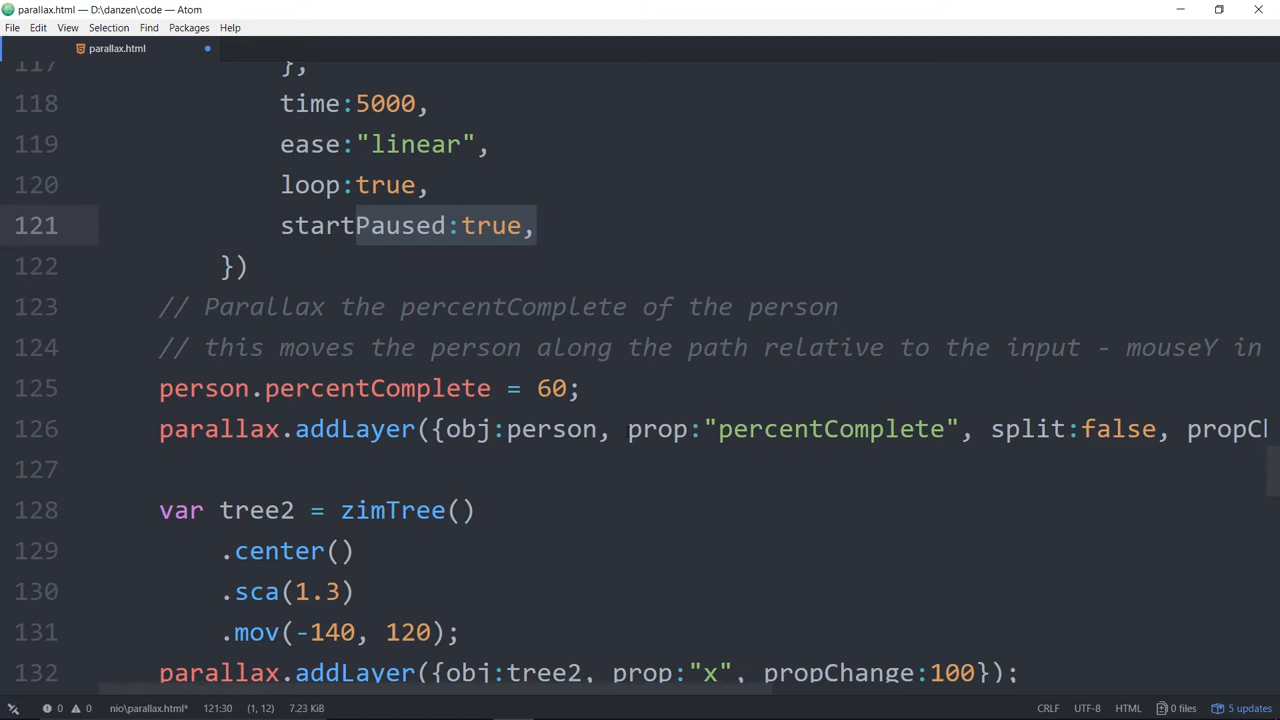 parallax.html — D:\danzen\code — Atom
File Edit View Selection Find Packages Help
parallax.html
117 },
118 time:5000,
119 ease:"linear",
120 loop:true,
121 startPaused:true,
122 })
123 // Parallax the percentComplete of the person
124 // this moves the person along the path relative to the input - mouseY in
125 person.percentComplete = 60;
126 parallax.addLayer({obj:person, prop:"percentComplete", split:false, propC
127
128 var tree2 = zimTree()
129 .center()
130 .sca(1.3)
131 .mov(-140, 120);
132 parallax.addLayer({obj:tree2, prop:"x", propChange:100});
0 0 nio\parallax.html* 121:30 (1, 12) 7.23 KiB CRLF UTF-8 HTML 0 files 5 updates